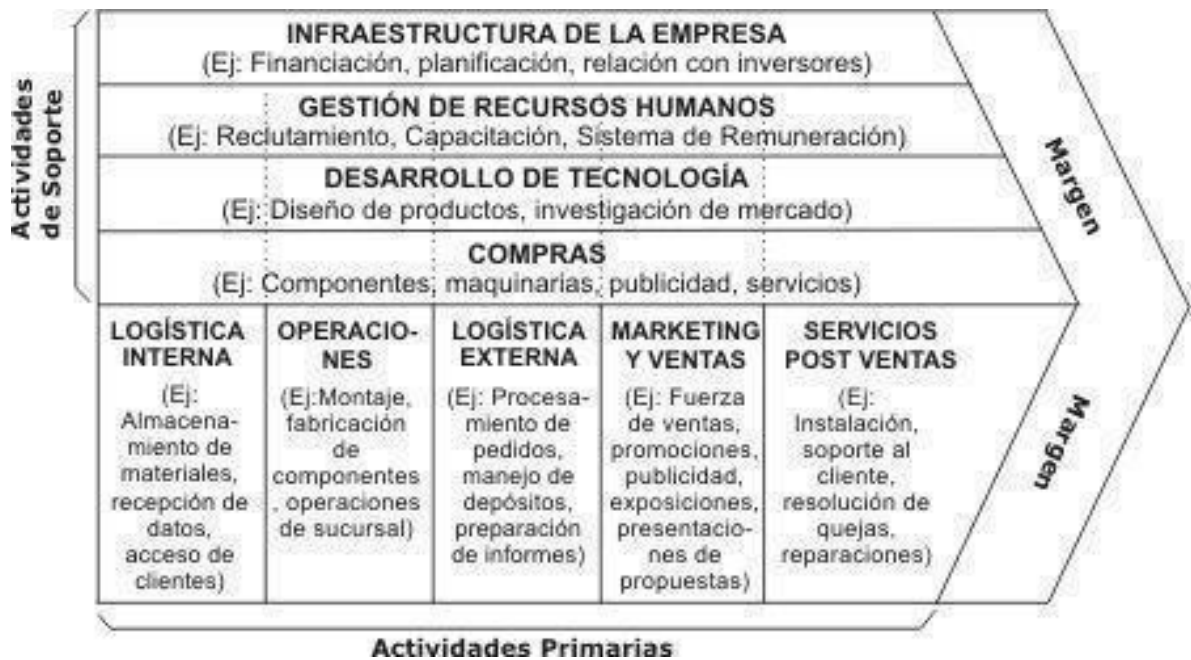 Actividades
de Soporte
INFRAESTRUCTURA DE LA EMPRESA
(Ej: Financiación, planificación, relación con inversores)
GESTIÓN DE RECURSOS HUMANOS
(Ej: Reclutamiento, Capacitación, Sistema de Remuneración)
DESARROLLO DE TECNOLOGÍA
(Ej: Diseño de productos, investigación de mercado)
COMPRAS
(Ej: Componentes, maquinarías, publicidad, servicios)
Margen
LOGÍSTICA
INTERNA
(Ej:
Almacena-
miento de
materiales,
recepción de
datos,
acceso de
clientes)
OPERACIO-
NES
(Ej:Montaje,
fabricación
de
componentes
, operaciones
de sucursal)
LOGÍSTICA
EXTERNA
(Ej: Procesa-
miento de
pedidos,
manejo de
depósitos,
preparación
de informes)
MARKETING
Y VENTAS
(Ej: Fuerza
de ventas,
promociones,
publicidad,
exposiciones,
presentacio-
nes de
propuestas)
SERVICIOS
POST VENTAS
(Ej:
Instalación,
soporte al
cliente,
resolución de
quejas,
reparaciones)
Margen
Actividades Primarias